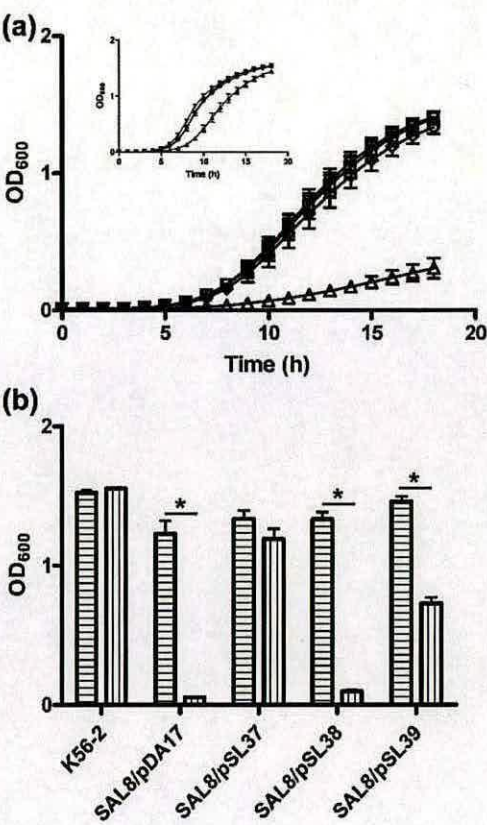 (a)
2
1
0
OD600
0 5 10 15 20
Time (h)
2
1
0
OD600
0 5 10 15 20
Time (h)
(b)
2
1
0
OD600
* * *
K56-2
SAL8/pDA17
SAL8/pSL37
SAL8/pSL38
SAL8/pSL39